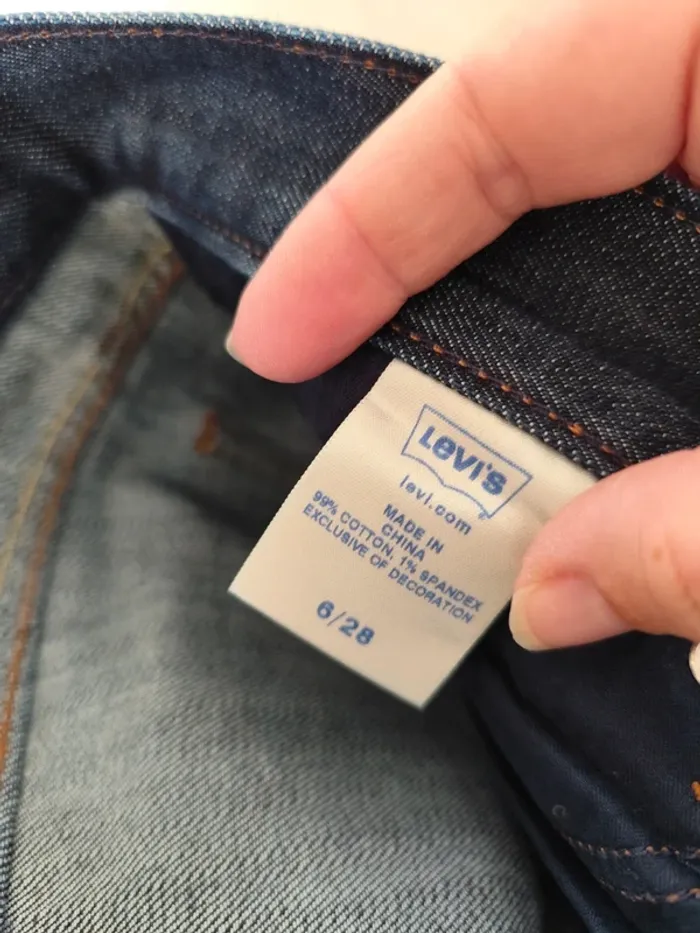 Levi's
levi.com
MADE IN
CHINA
99% COTTON, 1% SPANDEX
EXCLUSIVE OF DECORATION
6/28